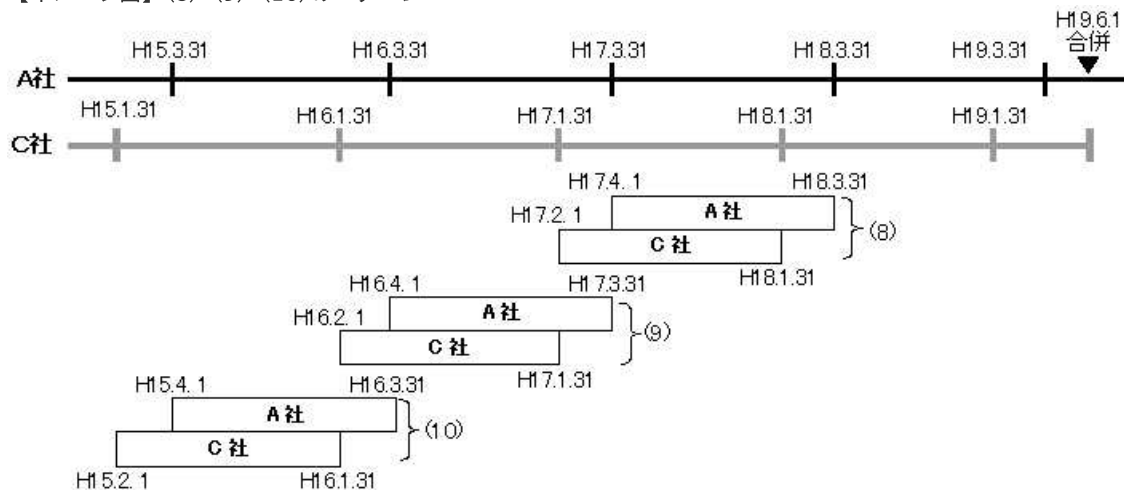 H19.6.1
合併
H15.3.31 H16.3.31 H17.3.31 H18.3.31 H19.3.31
A社
H15.1.31 H16.1.31 H17.1.31 H18.1.31 H19.1.31
C社
H17.4. 1 H18.3.31
H17.2. 1 A社 (8)
C社
H18.1.31
H16.4. 1 H17.3.31
H16.2. 1 A社 (9)
C社
H17.1.31
H15.4. 1 H16.3.31
A社 (10)
C社
H15.2. 1 H16.1.31